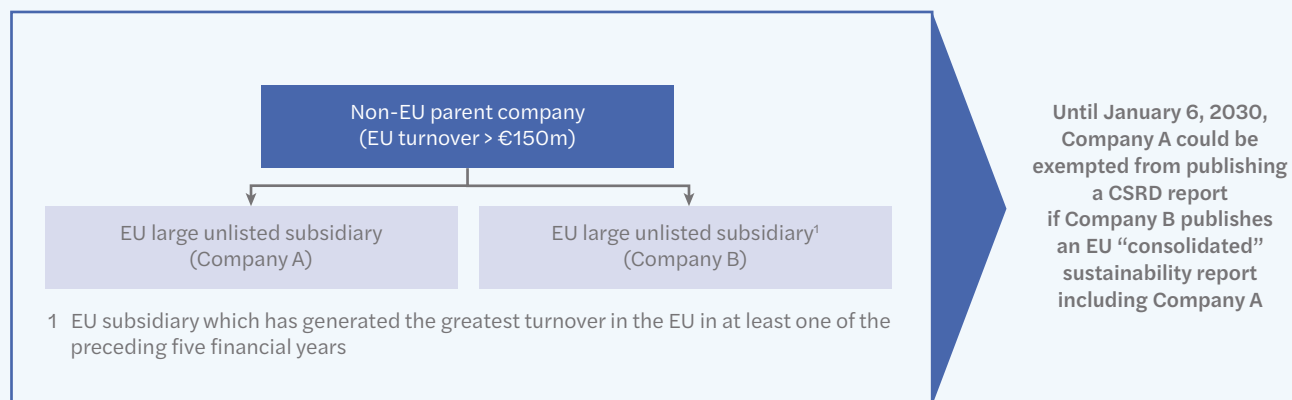 Non-EU parent company
(EU turnover > €150m)
EU large unlisted subsidiary
(Company A)
EU large unlisted subsidiary¹
(Company B)
1 EU subsidiary which has generated the greatest turnover in the EU in at least one of the
preceding five financial years
Until January 6, 2030,
Company A could be
exempted from publishing
a CSRD report
if Company B publishes
an EU “consolidated”
sustainability report
including Company A